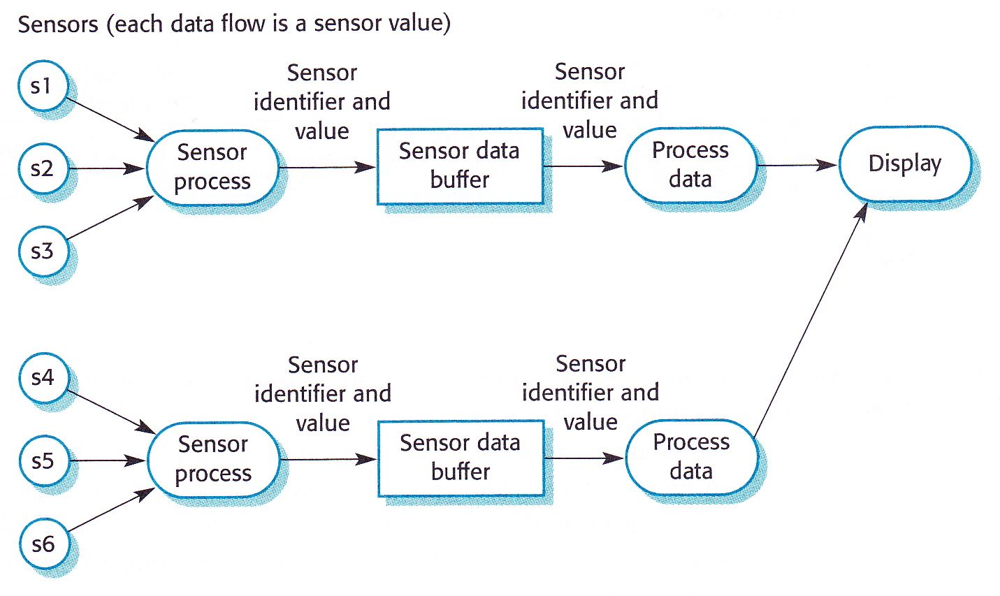 Sensors (each data flow is a sensor value)
s1
s2
s3
Sensor
process
Sensor
identifier and
value
Sensor data
buffer
Sensor
identifier and
value
Process
data
Display
s4
s5
s6
Sensor
process
Sensor
identifier and
value
Sensor data
buffer
Sensor
identifier and
value
Process
data